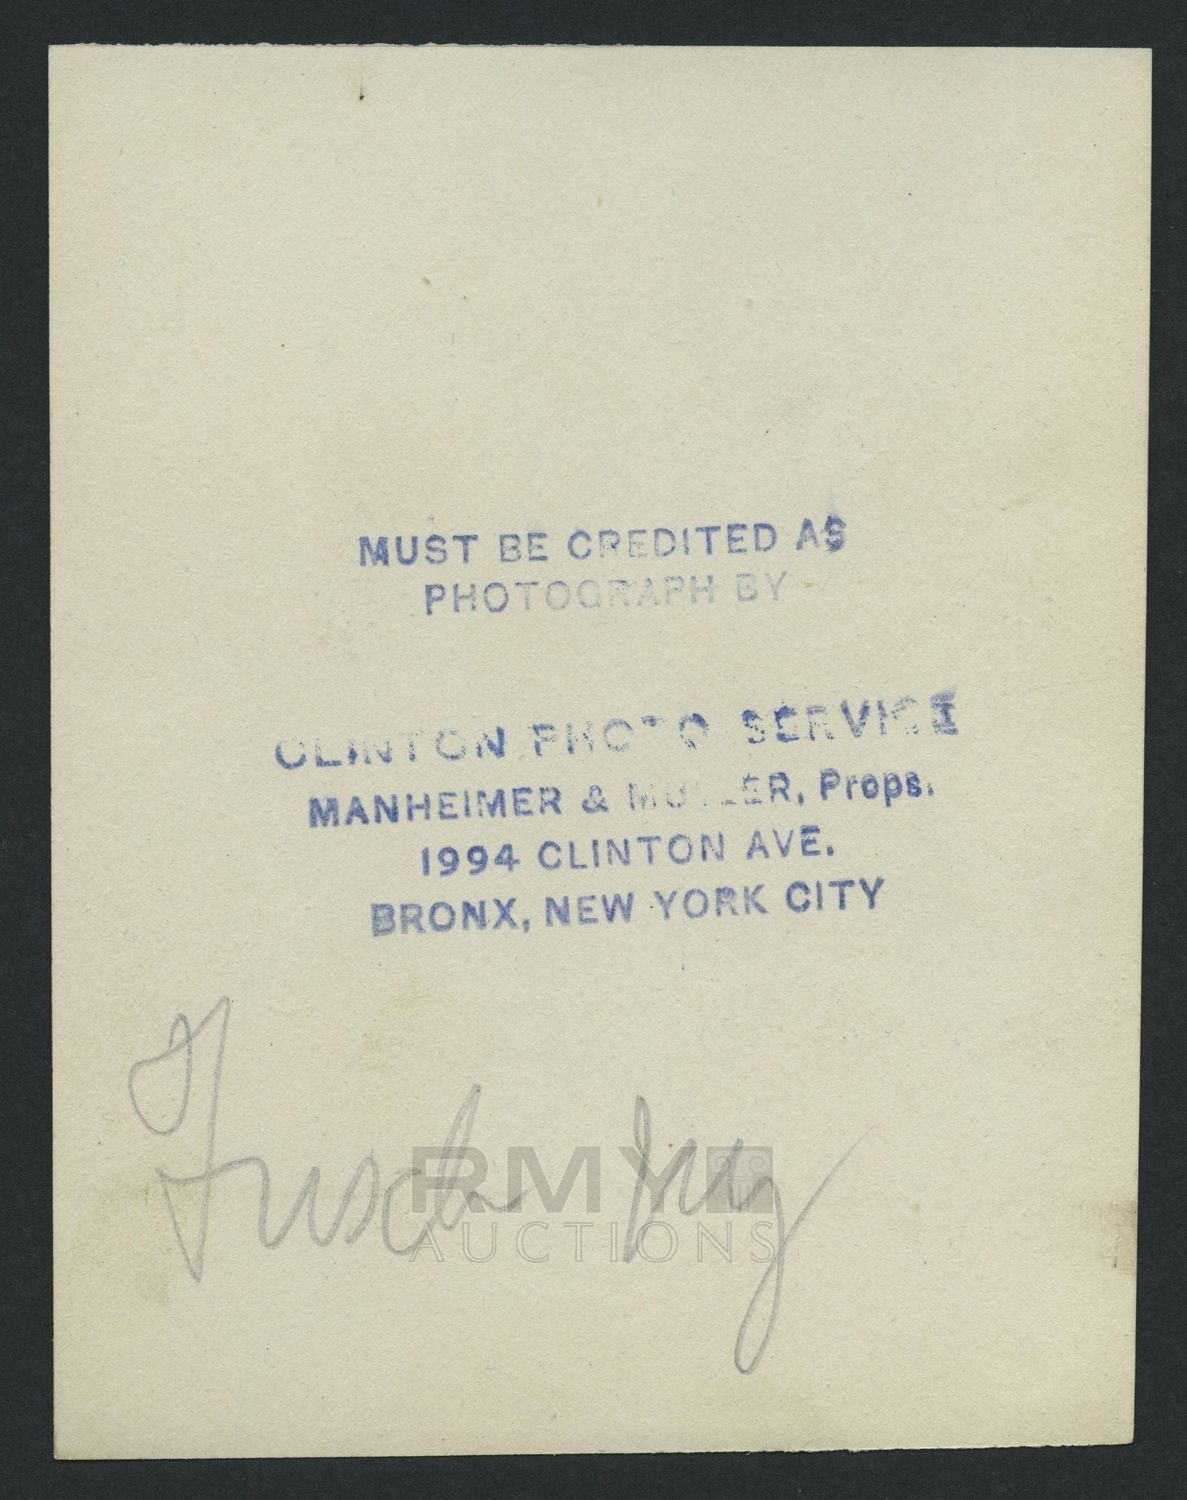 MUST BE CREDITED AS
PHOTOGRAPH BY
CLINTON PHOTO SERVICE
MANHEIMER & , Props.
1994 CLINTON AVE.
BRONX, NEW YORK CITY
Frisch
RMY
AUCTIONS